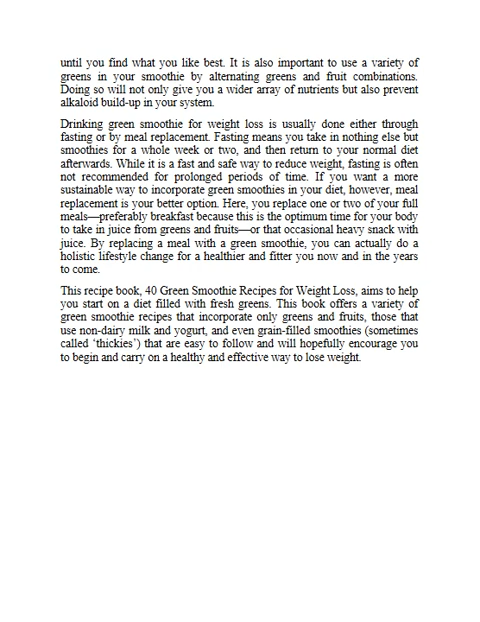 until you find what you like best. It is also important to use a variety of
greens in your smoothie by alternating greens and fruit combinations.
Doing so will not only give you a wider array of nutrients but also prevent
alkaloid build-up in your system.
Drinking green smoothie for weight loss is usually done either through
fasting or by meal replacement. Fasting means you take in nothing else but
smoothies for a whole week or two, and then return to your normal diet
afterwards. While it is a fast and safe way to reduce weight, fasting is often
not recommended for prolonged periods of time. If you want a more
sustainable way to incorporate green smoothies in your diet, however, meal
replacement is your better option. Here, you replace one or two of your full
meals—preferably breakfast because this is the optimum time for your body
to take in juice from greens and fruits—or that occasional heavy snack with
juice. By replacing a meal with a green smoothie, you can actually do a
holistic lifestyle change for a healthier and fitter you now and in the years
to come.
This recipe book, 40 Green Smoothie Recipes for Weight Loss, aims to help
you start on a diet filled with fresh greens. This book offers a variety of
green smoothie recipes that incorporate only greens and fruits, those that
use non-dairy milk and yogurt, and even grain-filled smoothies (sometimes
called ‘thickies’) that are easy to follow and will hopefully encourage you
to begin and carry on a healthy and effective way to lose weight.